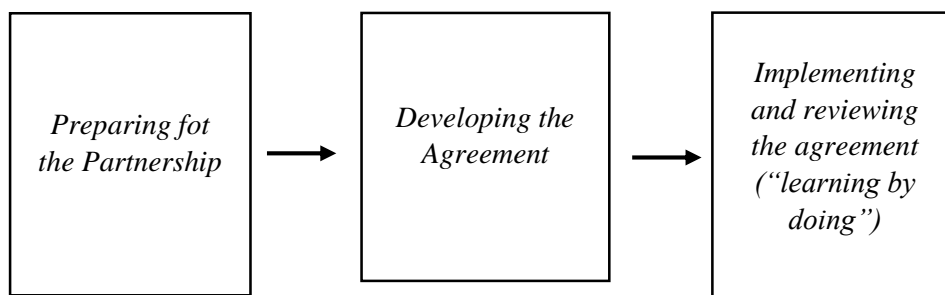 Preparing fot
the Partnership
Developing the
Agreement
Implementing
and reviewing
the agreement
(“learning by
doing”)